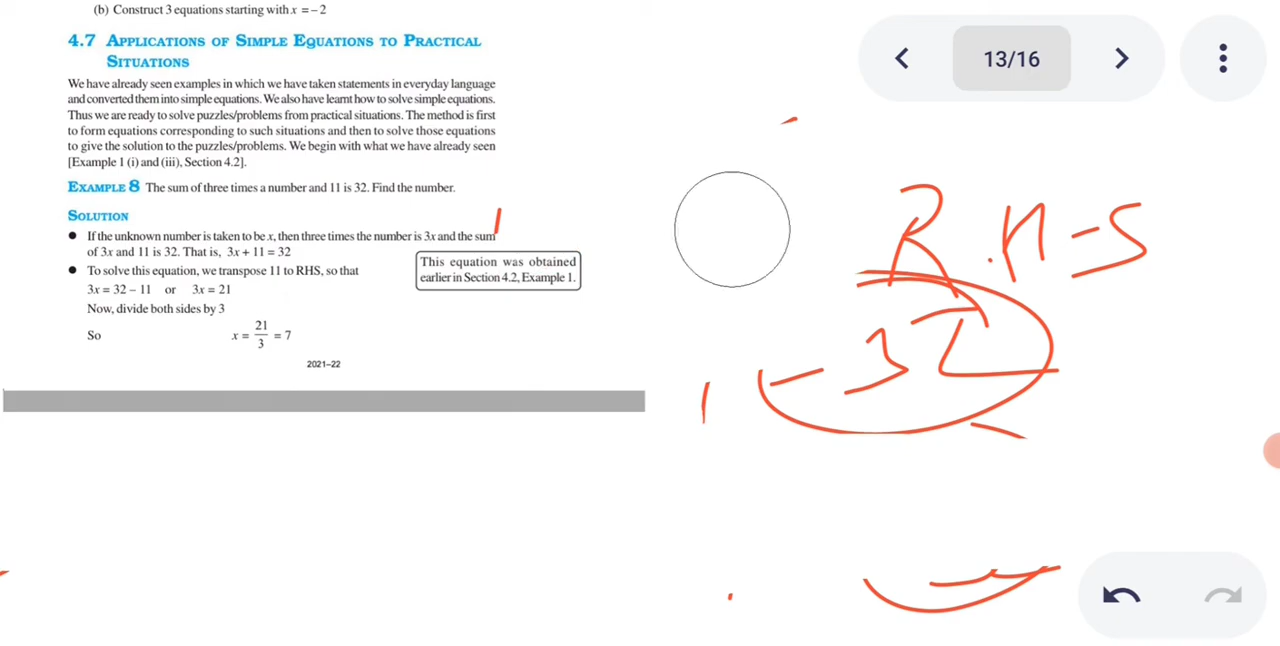 (b) Construct 3 equations starting with x = – 2
4.7 APPLICATIONS OF SIMPLE EQUATIONS TO PRACTICAL
SITUATIONS
We have already seen examples in which we have taken statements in everyday language
and converted them into simple equations. We also have learnt how to solve simple equations.
Thus we are ready to solve puzzles/problems from practical situations. The method is first
to form equations corresponding to such situations and then to solve those equations
to give the solution to the puzzles/problems. We begin with what we have already seen
[Example 1 (i) and (iii), Section 4.2].
EXAMPLE 8 The sum of three times a number and 11 is 32. Find the number.
SOLUTION
● If the unknown number is taken to be x, then three times the number is 3x and the sum
of 3x and 11 is 32. That is, 3x + 11 = 32
● To solve this equation, we transpose 11 to RHS, so that
3x = 32 – 11 or 3x = 21
Now, divide both sides by 3
So x = 21/3 = 7
This equation was obtained
earlier in Section 4.2, Example 1.
2021–22
13/16
R.H=S
-32